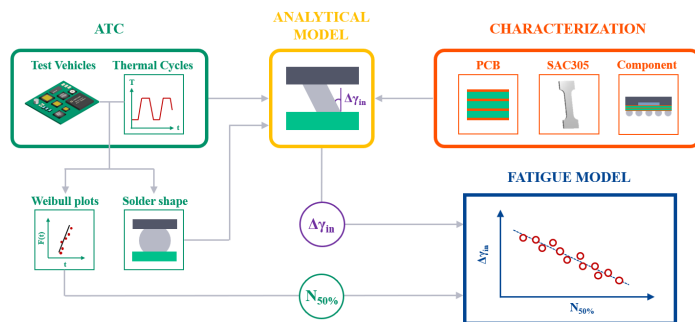 ATC
ANALYTICAL
MODEL
CHARACTERIZATION
Test Vehicles
Thermal Cycles
T
t
Δγin
PCB
SAC305
Component
Weibull plots
Solder shape
F(t)
t
Δγin
N50%
FATIGUE MODEL
Δγin
N50%